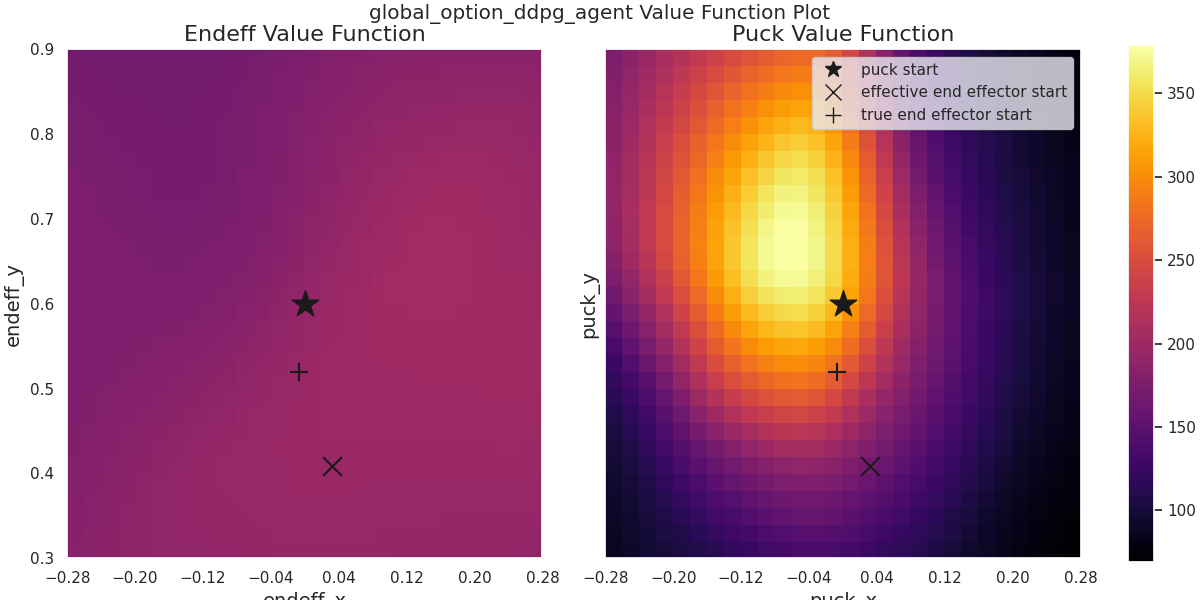 global_option_ddpg_agent Value Function Plot
Endeff Value Function
Puck Value Function
puck start
effective end effector start
true end effector start
endeff_y
0.9
0.8
0.7
0.6
0.5
0.4
0.3
−0.28 −0.20 −0.12 −0.04 0.04 0.12 0.20 0.28
endeff_x
puck_y
−0.28 −0.20 −0.12 −0.04 0.04 0.12 0.20 0.28
puck_x
350
300
250
200
150
100